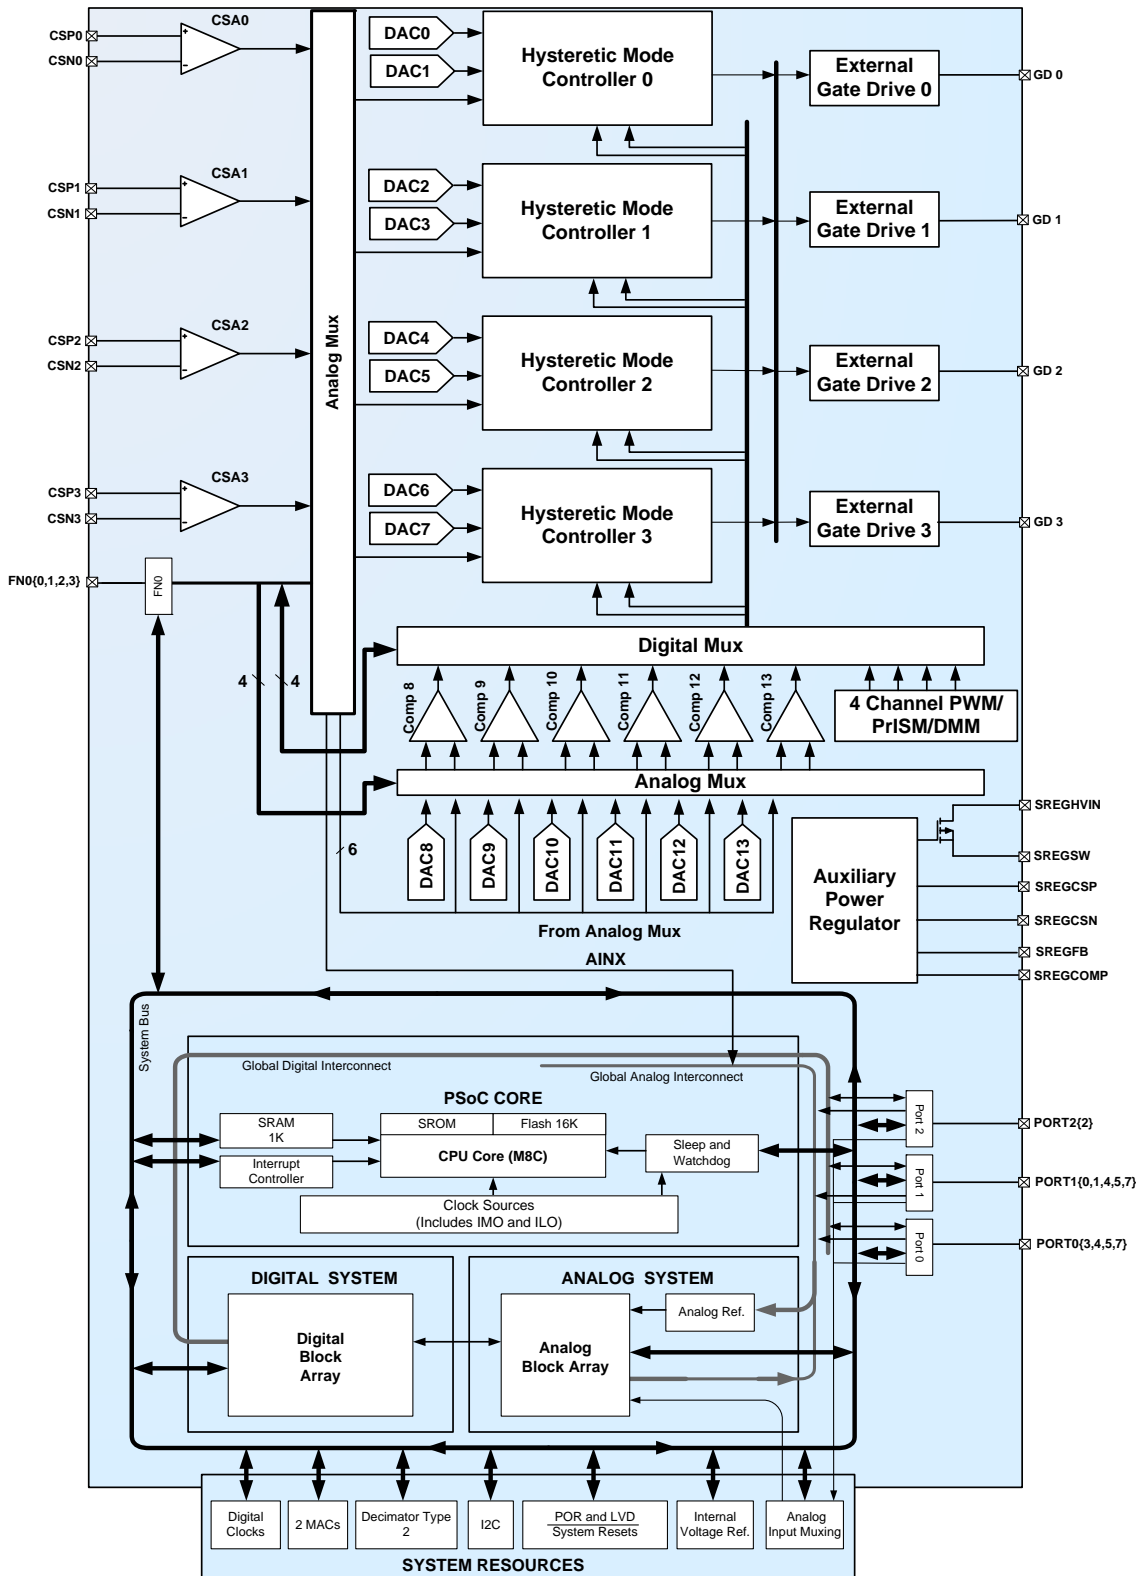 CSP0
CSN0
CSA0
DAC0
DAC1
Hysteretic Mode
Controller 0
External
Gate Drive 0
GD 0
CSP1
CSN1
CSA1
DAC2
DAC3
Hysteretic Mode
Controller 1
External
Gate Drive 1
GD 1
Analog Mux
CSP2
CSN2
CSA2
DAC4
DAC5
Hysteretic Mode
Controller 2
External
Gate Drive 2
GD 2
CSP3
CSN3
CSA3
DAC6
DAC7
Hysteretic Mode
Controller 3
External
Gate Drive 3
GD 3
FN0{0,1,2,3}
FN0
Digital Mux
4
4
Comp 8
Comp 9
Comp 10
Comp 11
Comp 12
Comp 13
4 Channel PWM/
PrISM/DMM
Analog Mux
6
DAC8
DAC9
DAC10
DAC11
DAC12
DAC13
From Analog Mux
AINX
Auxiliary
Power
Regulator
SREGHVIN
SREGSW
SREGCSP
SREGCSN
SREGFB
SREGCOMP
System Bus
Global Digital Interconnect
Global Analog Interconnect
PSoC CORE
SRAM
1K
SROM
Flash 16K
CPU Core (M8C)
Interrupt
Controller
Sleep and
Watchdog
Clock Sources
(Includes IMO and ILO)
Port 2
PORT2{2}
Port 1
PORT1{0,1,4,5,7}
Port 0
PORT0{3,4,5,7}
DIGITAL SYSTEM
Digital
Block
Array
ANALOG SYSTEM
Analog
Block Array
Analog Ref.
Digital
Clocks
2 MACs
Decimator Type
2
I2C
POR and LVD
System Resets
Internal
Voltage Ref.
Analog
Input Muxing
SYSTEM RESOURCES